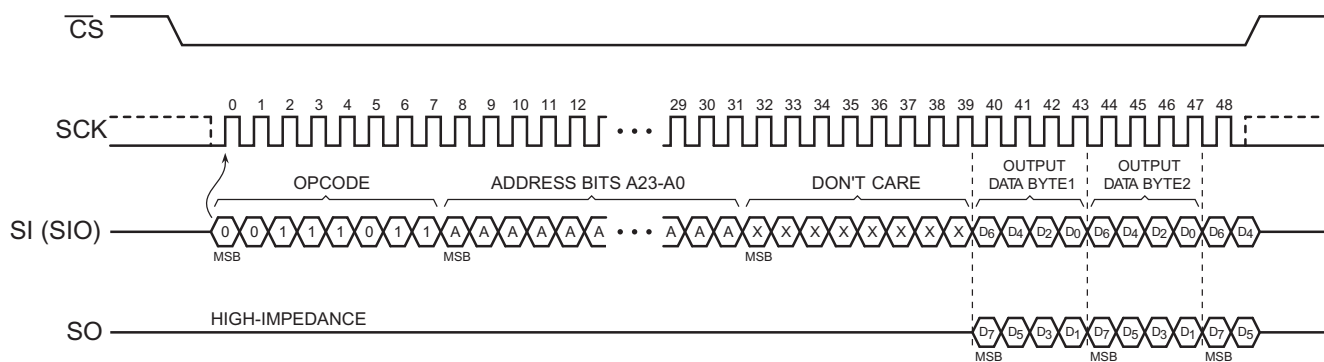 CS
0 1 2 3 4 5 6 7 8 9 10 11 12 29 30 31 32 33 34 35 36 37 38 39 40 41 42 43 44 45 46 47 48
SCK
OPCODE ADDRESS BITS A23-A0 DON'T CARE OUTPUT DATA BYTE1 OUTPUT DATA BYTE2
SI (SIO) 0 0 1 1 1 0 1 1 A A A A A A A A A X X X X X X X X D6 D4 D2 D0 D6 D4 D2 D0 D6 D4
MSB MSB MSB
HIGH-IMPEDANCE
SO D7 D5 D3 D1 D7 D5 D3 D1 D7 D5
MSB MSB MSB